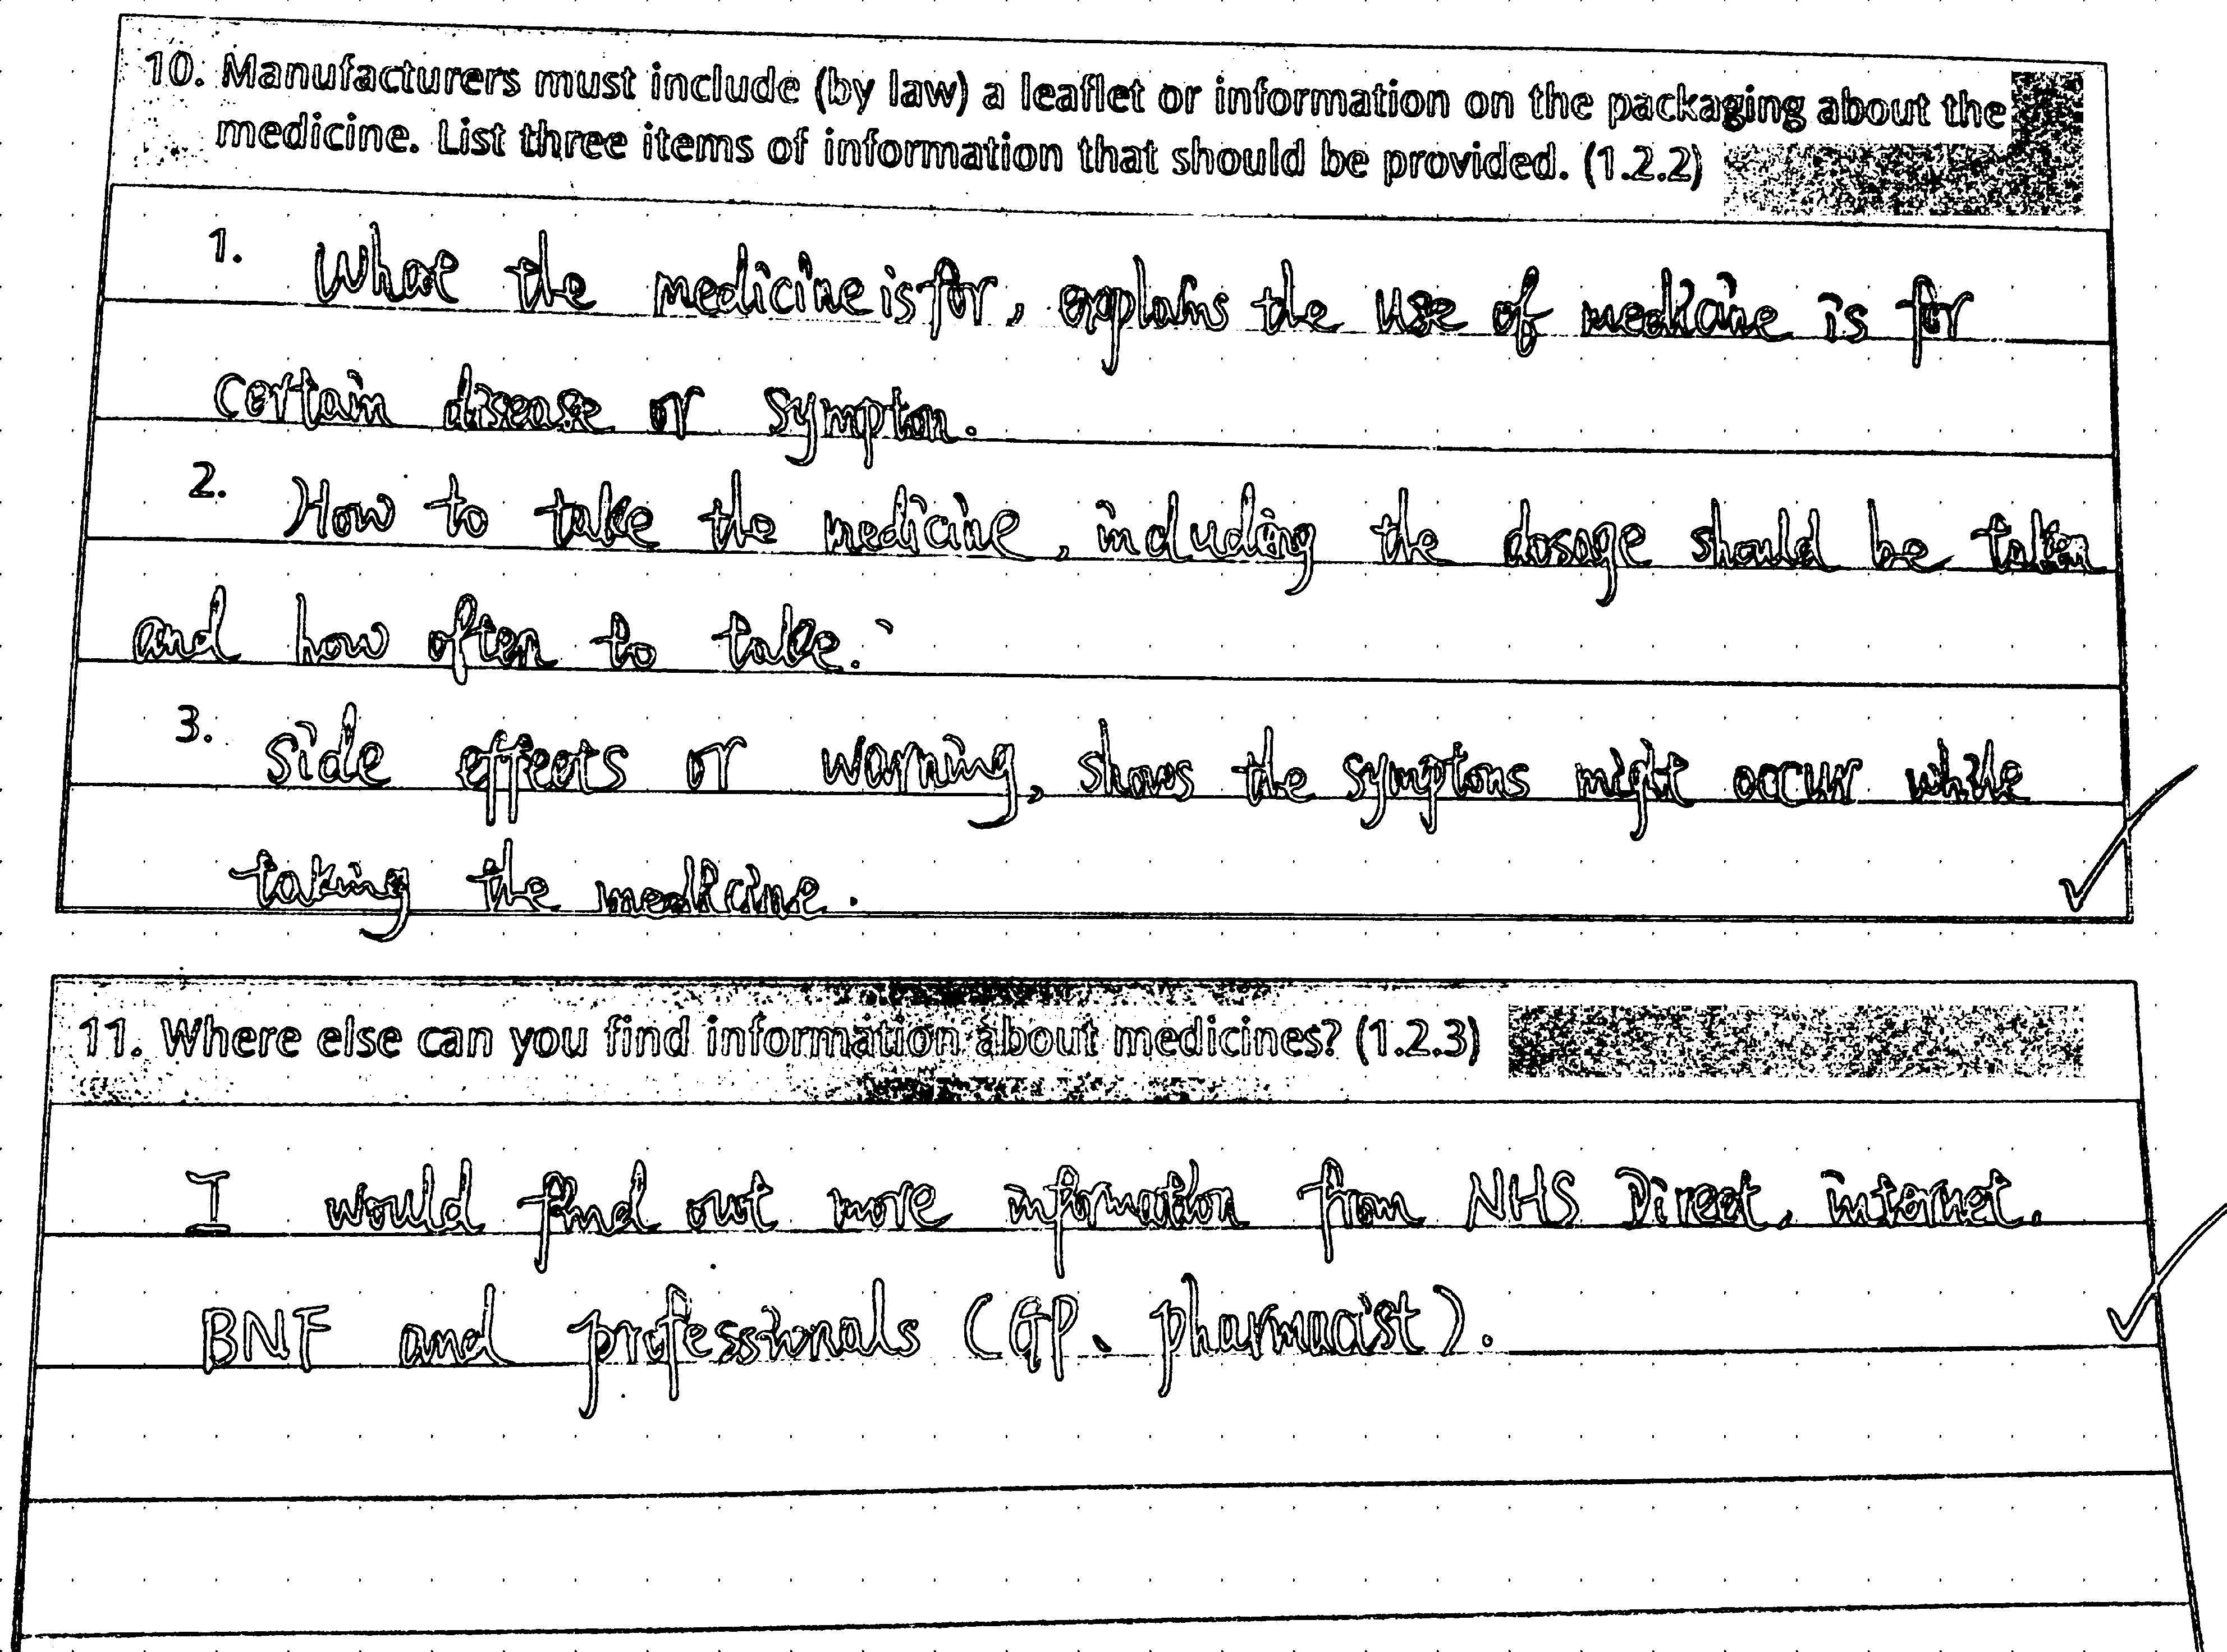 10. Manufacturers must include (by law) a leaflet or information on the packaging about the
medicine. List three items of information that should be provided. (1.2.2)
1. What the medicine is for, explains the use of medicine is for
certain disease or sympton.
2. How to take the medicine, including the dosage should be taken
and how often to take.
3. side effects or warning, shows the symptons might occur while
taking the medicine.
11. Where else can you find information about medicines? (1.2.3)
I would find out more information from NHS Direct, internet,
BNF and professionals (GP、pharmacist).